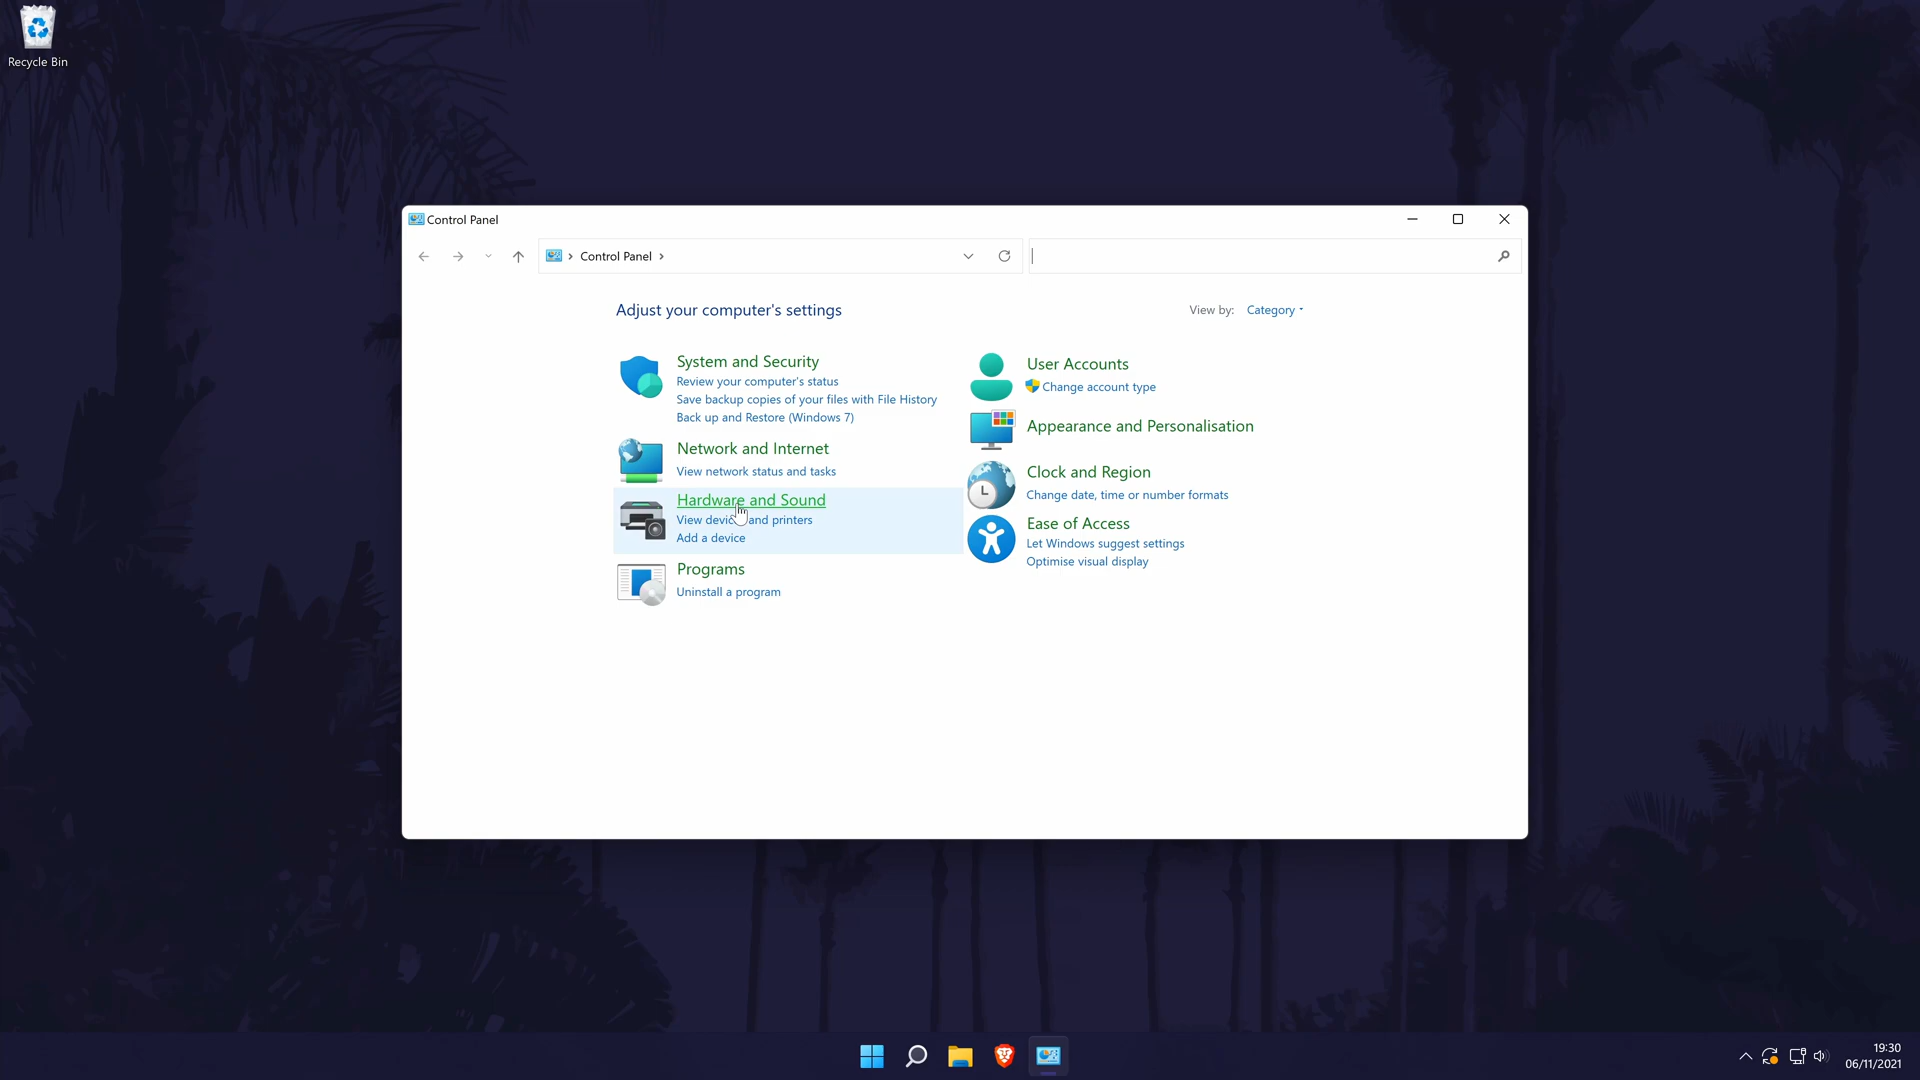 Recycle Bin
Control Panel
Control Panel
Adjust your computer's settings
View by: Category
System and Security
Review your computer's status
Save backup copies of your files with File History
Back up and Restore (Windows 7)
Network and Internet
View network status and tasks
Hardware and Sound
View devic and printers
Add a device
Programs
Uninstall a program
User Accounts
Change account type
Appearance and Personalisation
Clock and Region
Change date, time or number formats
Ease of Access
Let Windows suggest settings
Optimise visual display
19:30
06/11/2021